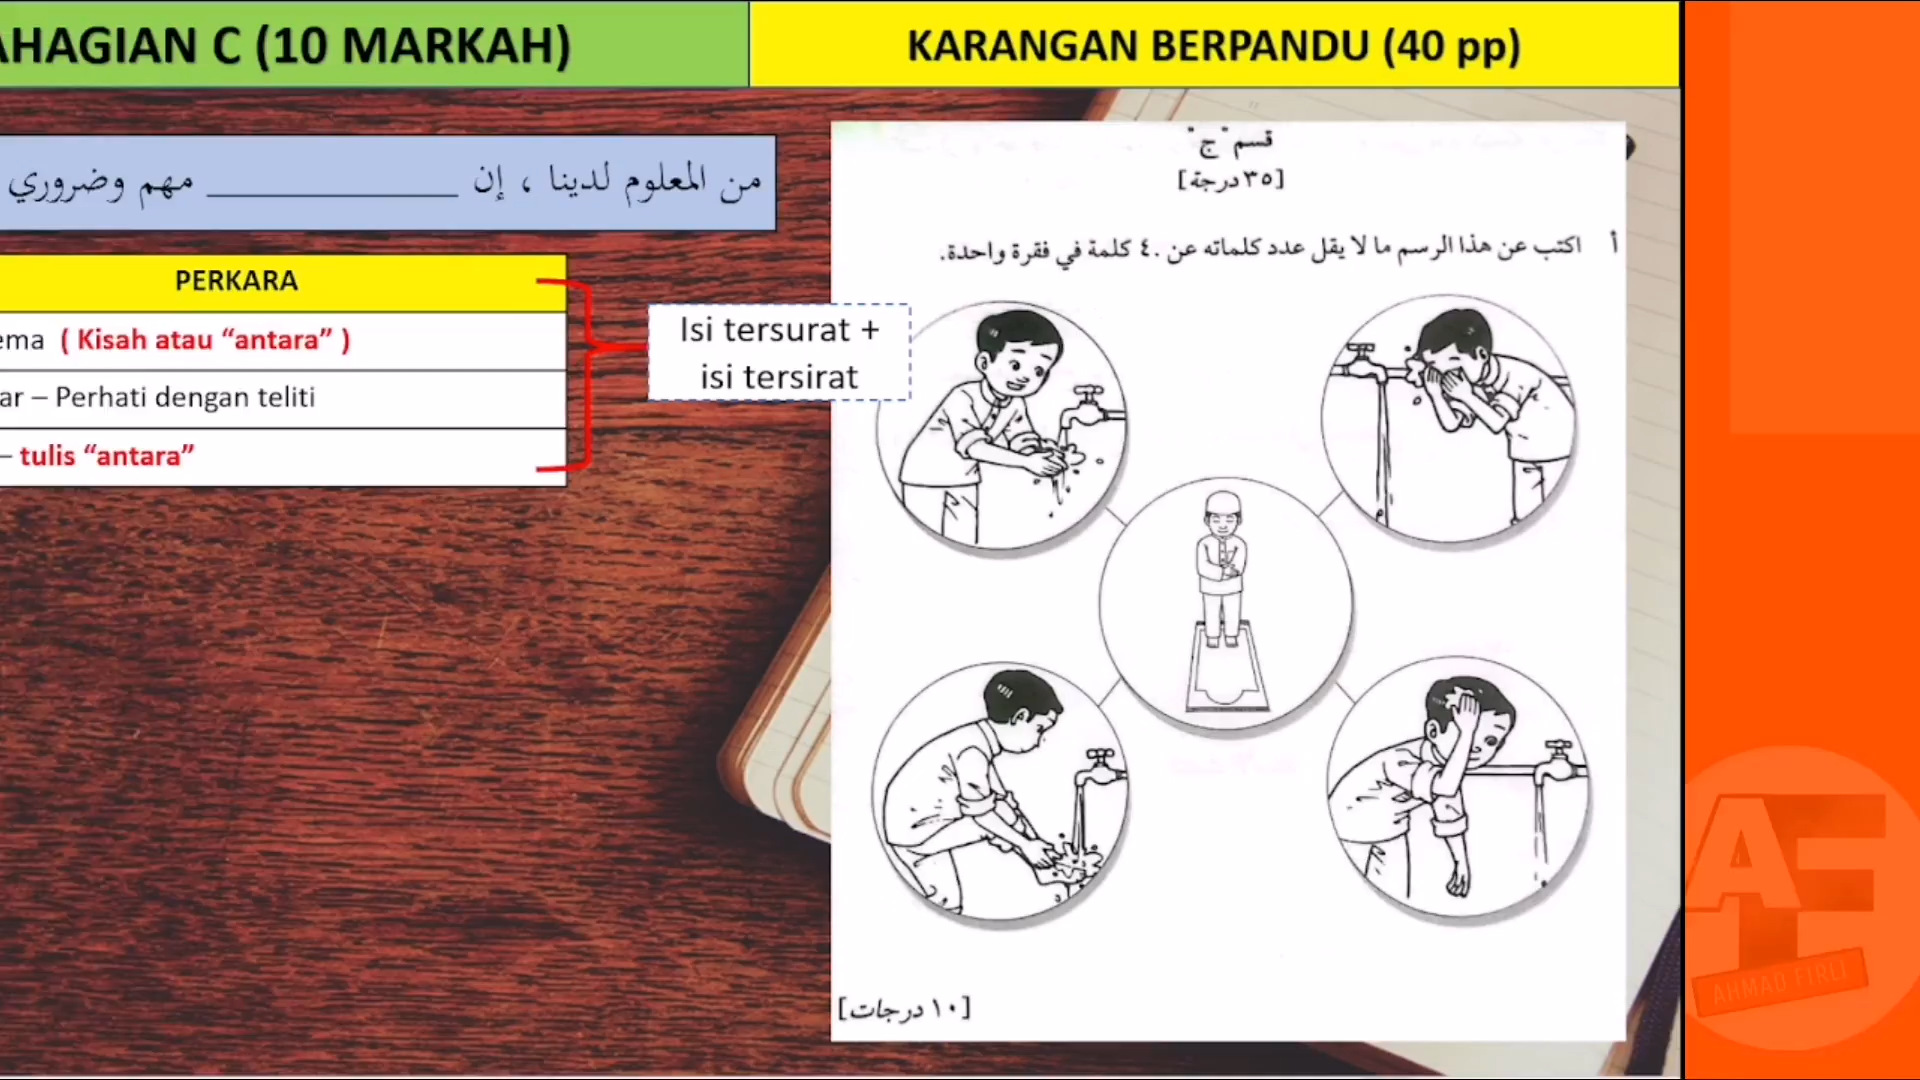 AHAGIAN C (10 MARKAH)
KARANGAN BERPANDU (40 pp)
من المعلوم لدينا ، إن ____________ مهم وضروري
PERKARA
ema ( Kisah atau “antara” )
ar – Perhati dengan teliti
– tulis “antara”
Isi tersurat +
isi tersirat
قسم "ج"
[٣٥ درجة]
أ اكتب عن هذا الرسم ما لا يقل عدد كلماته عن ٤٠ كلمة في فقرة واحدة.
[١٠ درجات]
AF
AHMAD FIRLI